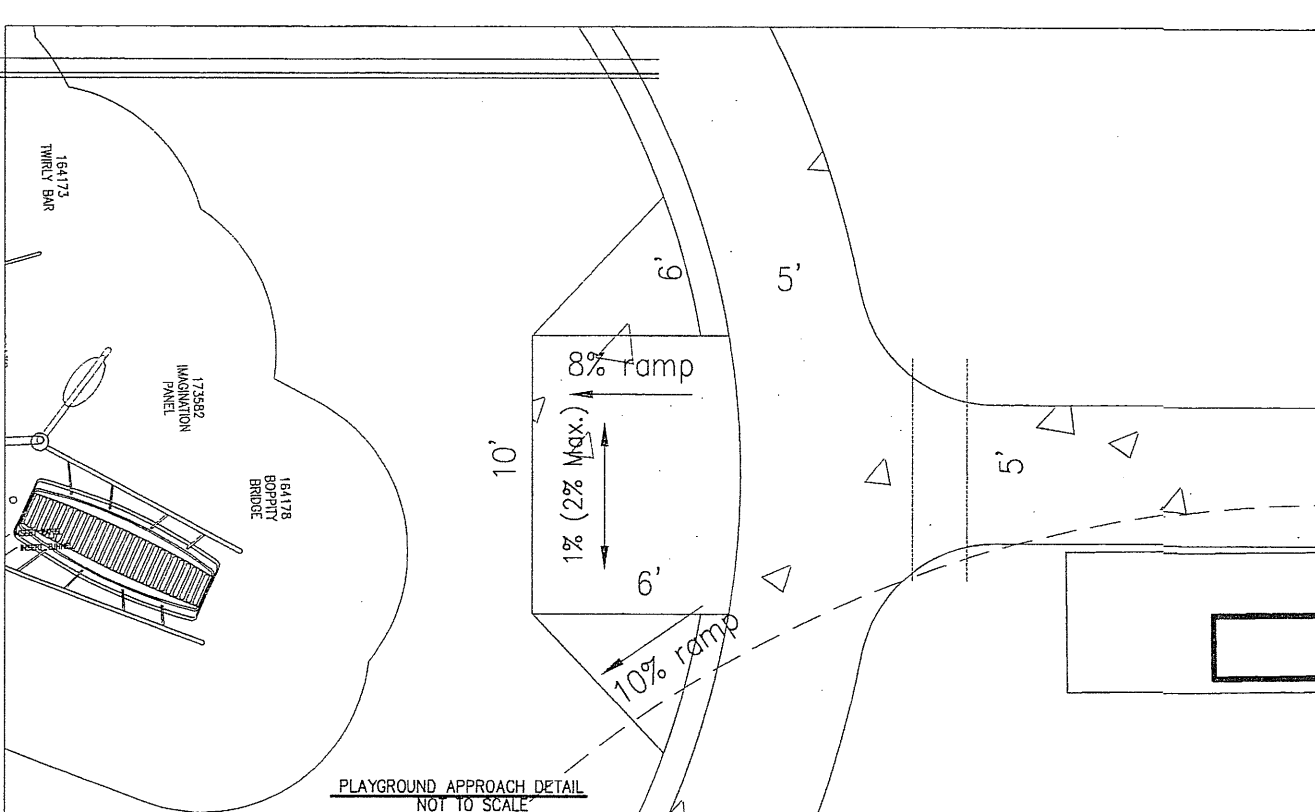 164173
TWIRLY BAR
173582
IMAGINATION
PANEL
164178
BOPPITY
BRIDGE
6'
5'
8% ramp
10'
1% (2% Max.)
5'
6'
10% ramp
PLAYGROUND APPROACH DETAIL
NOT TO SCALE